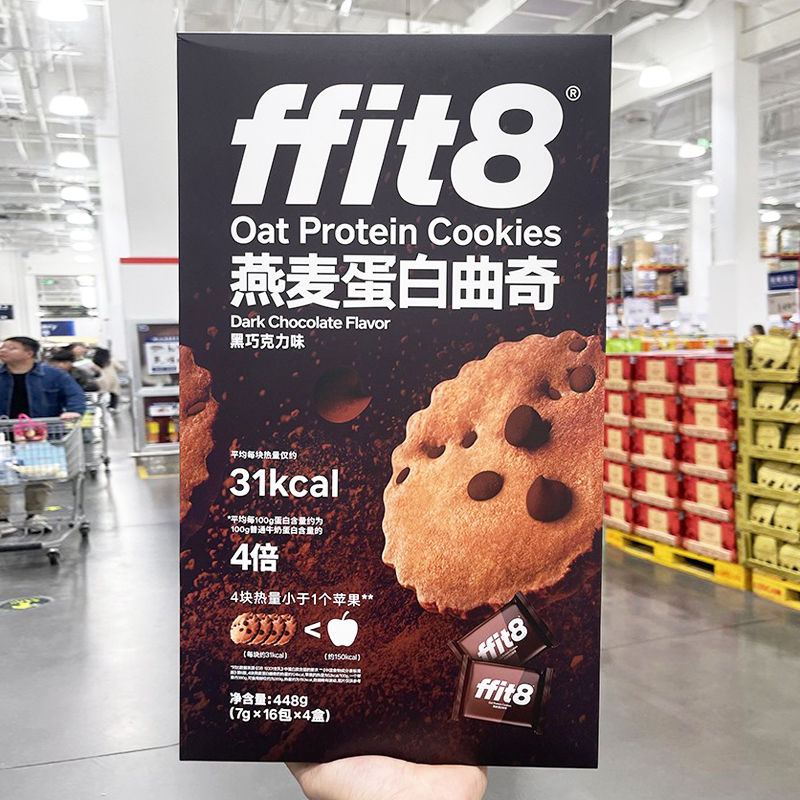 ffit8®
Oat Protein Cookies
燕麦蛋白曲奇
Dark Chocolate Flavor
黑巧克力味
平均每块热量仅约
31kcal
*平均每100g蛋白含量约为
100g普通牛奶蛋白含量的
4倍
4块热量小于1个苹果**
<
(每块约31kcal)
(约150kcal)
净含量:448g
(7g×16包×4盒)
ffit8
ffit8